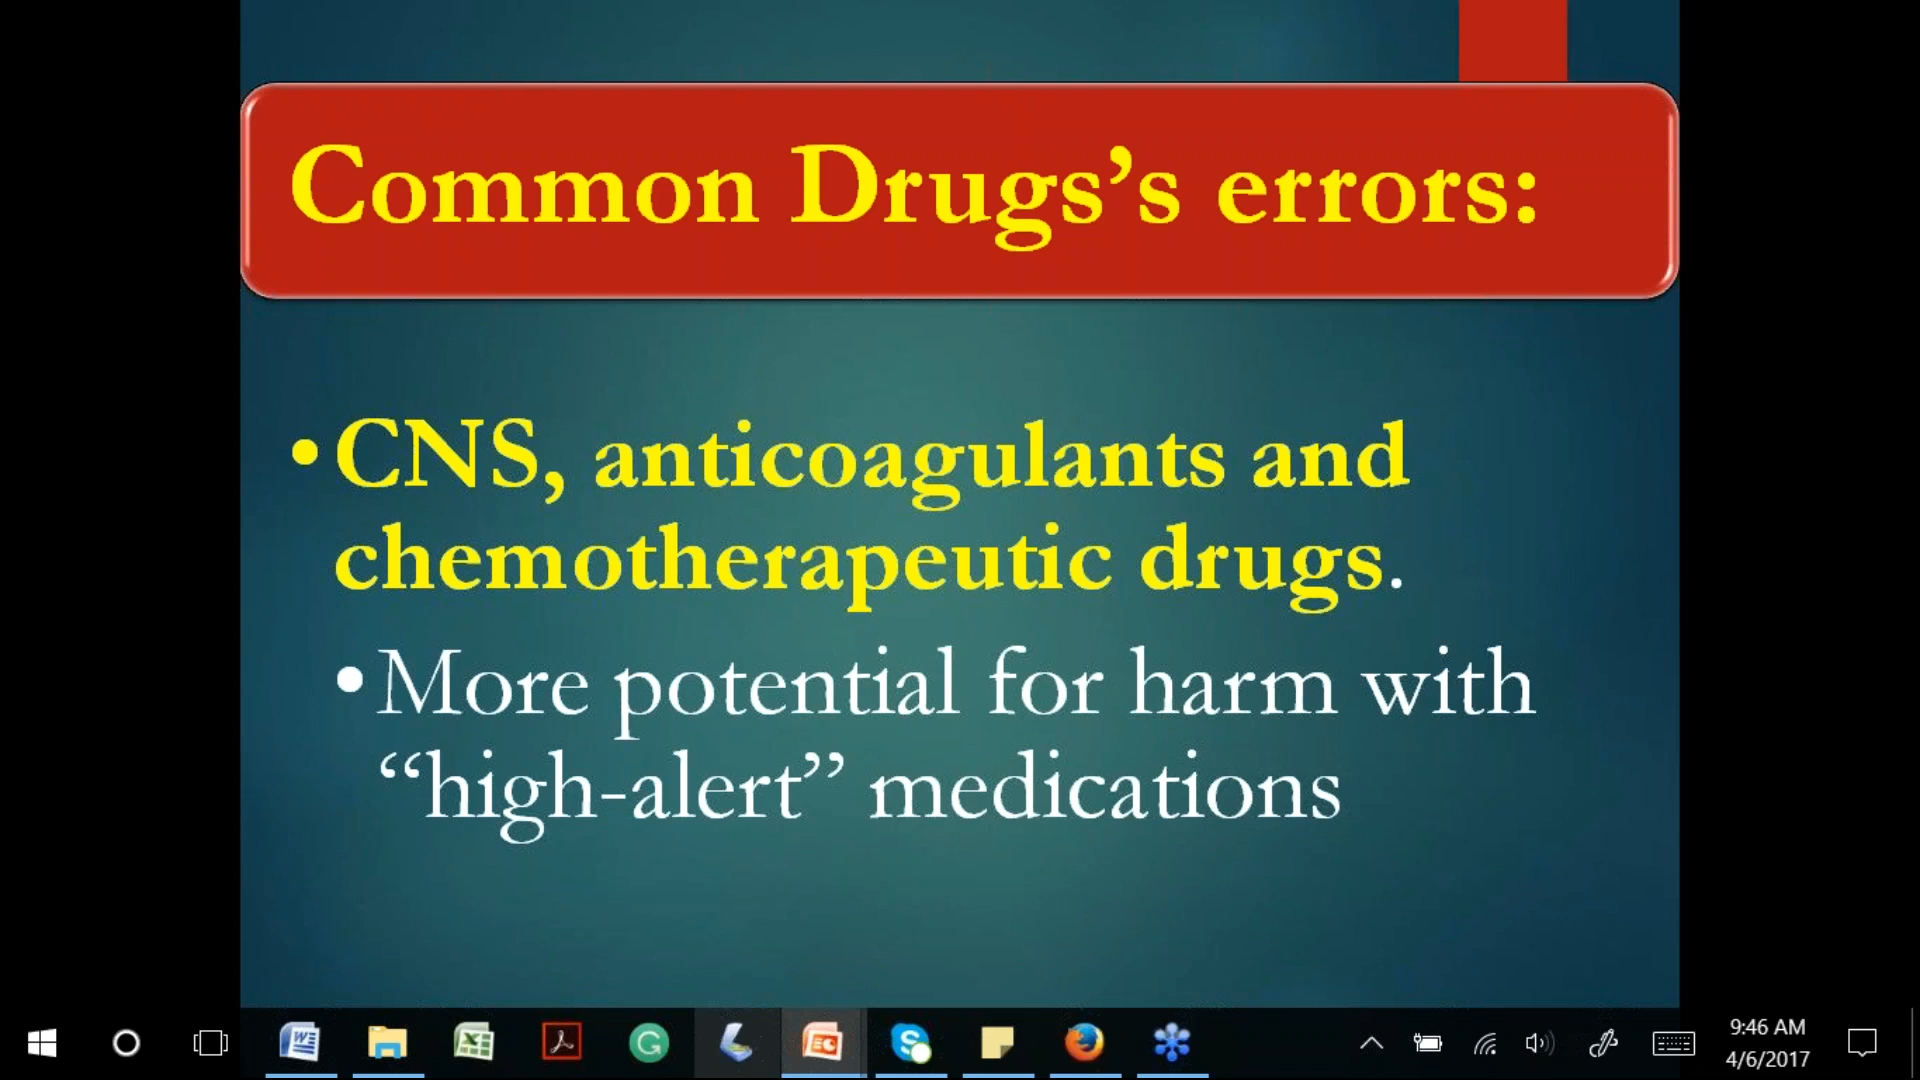 Common Drugs’s errors:
•CNS, anticoagulants and
chemotherapeutic drugs.
•More potential for harm with
“high-alert” medications
9:46 AM
4/6/2017